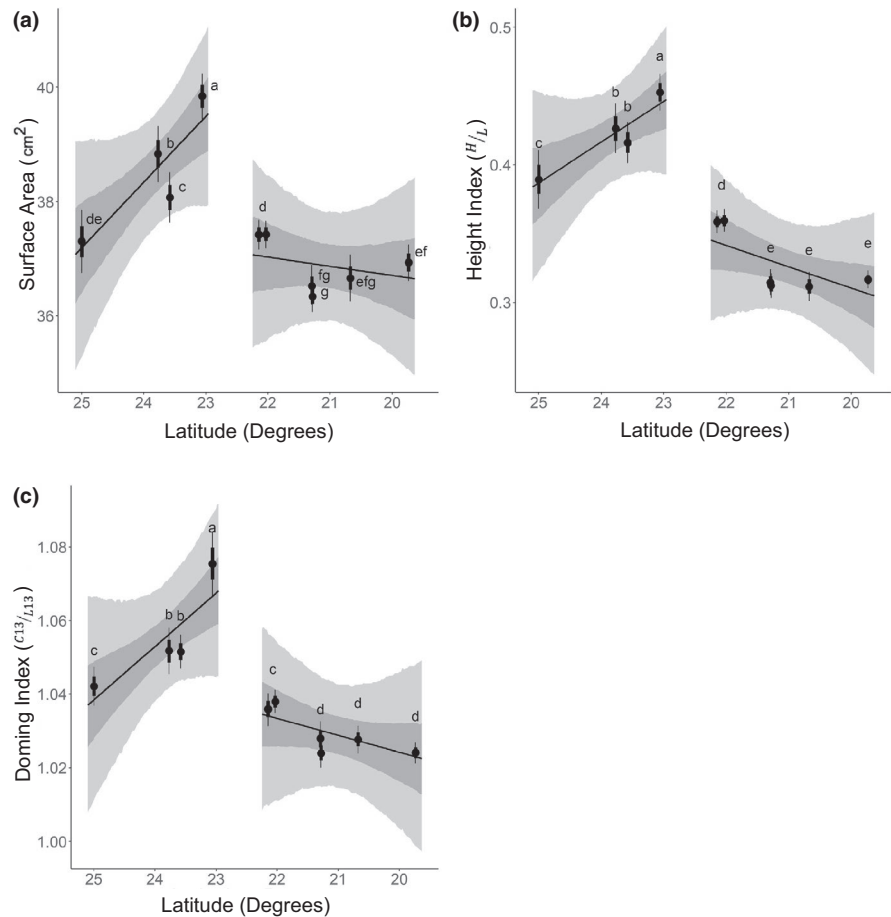 (a)
Surface Area (cm²)
40
38
36
de
b
c
a
d
fg
g
efg
ef
25 24 23 22 21 20
Latitude (Degrees)
(b)
Height Index (H/L)
0.5
0.4
0.3
c
b
b
a
d
e
e
e
25 24 23 22 21 20
Latitude (Degrees)
(c)
Doming Index (C13/L13)
1.08
1.06
1.04
1.02
1.00
c
b b
a
c
d
d
d
25 24 23 22 21 20
Latitude (Degrees)